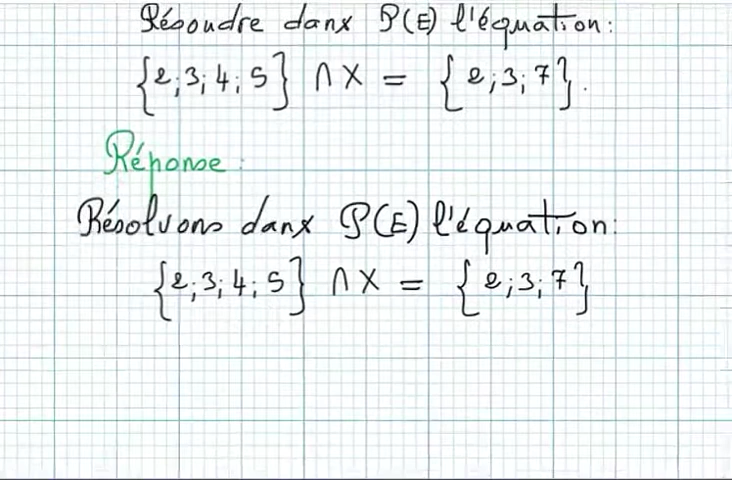 Résoudre dans P(E) l'équation:
{2;3;4;5} ∩ X = {2;3;7}.
Réponse:
Résolvons dans P(E) l'équation:
{2;3;4;5} ∩ X = {2;3;7}